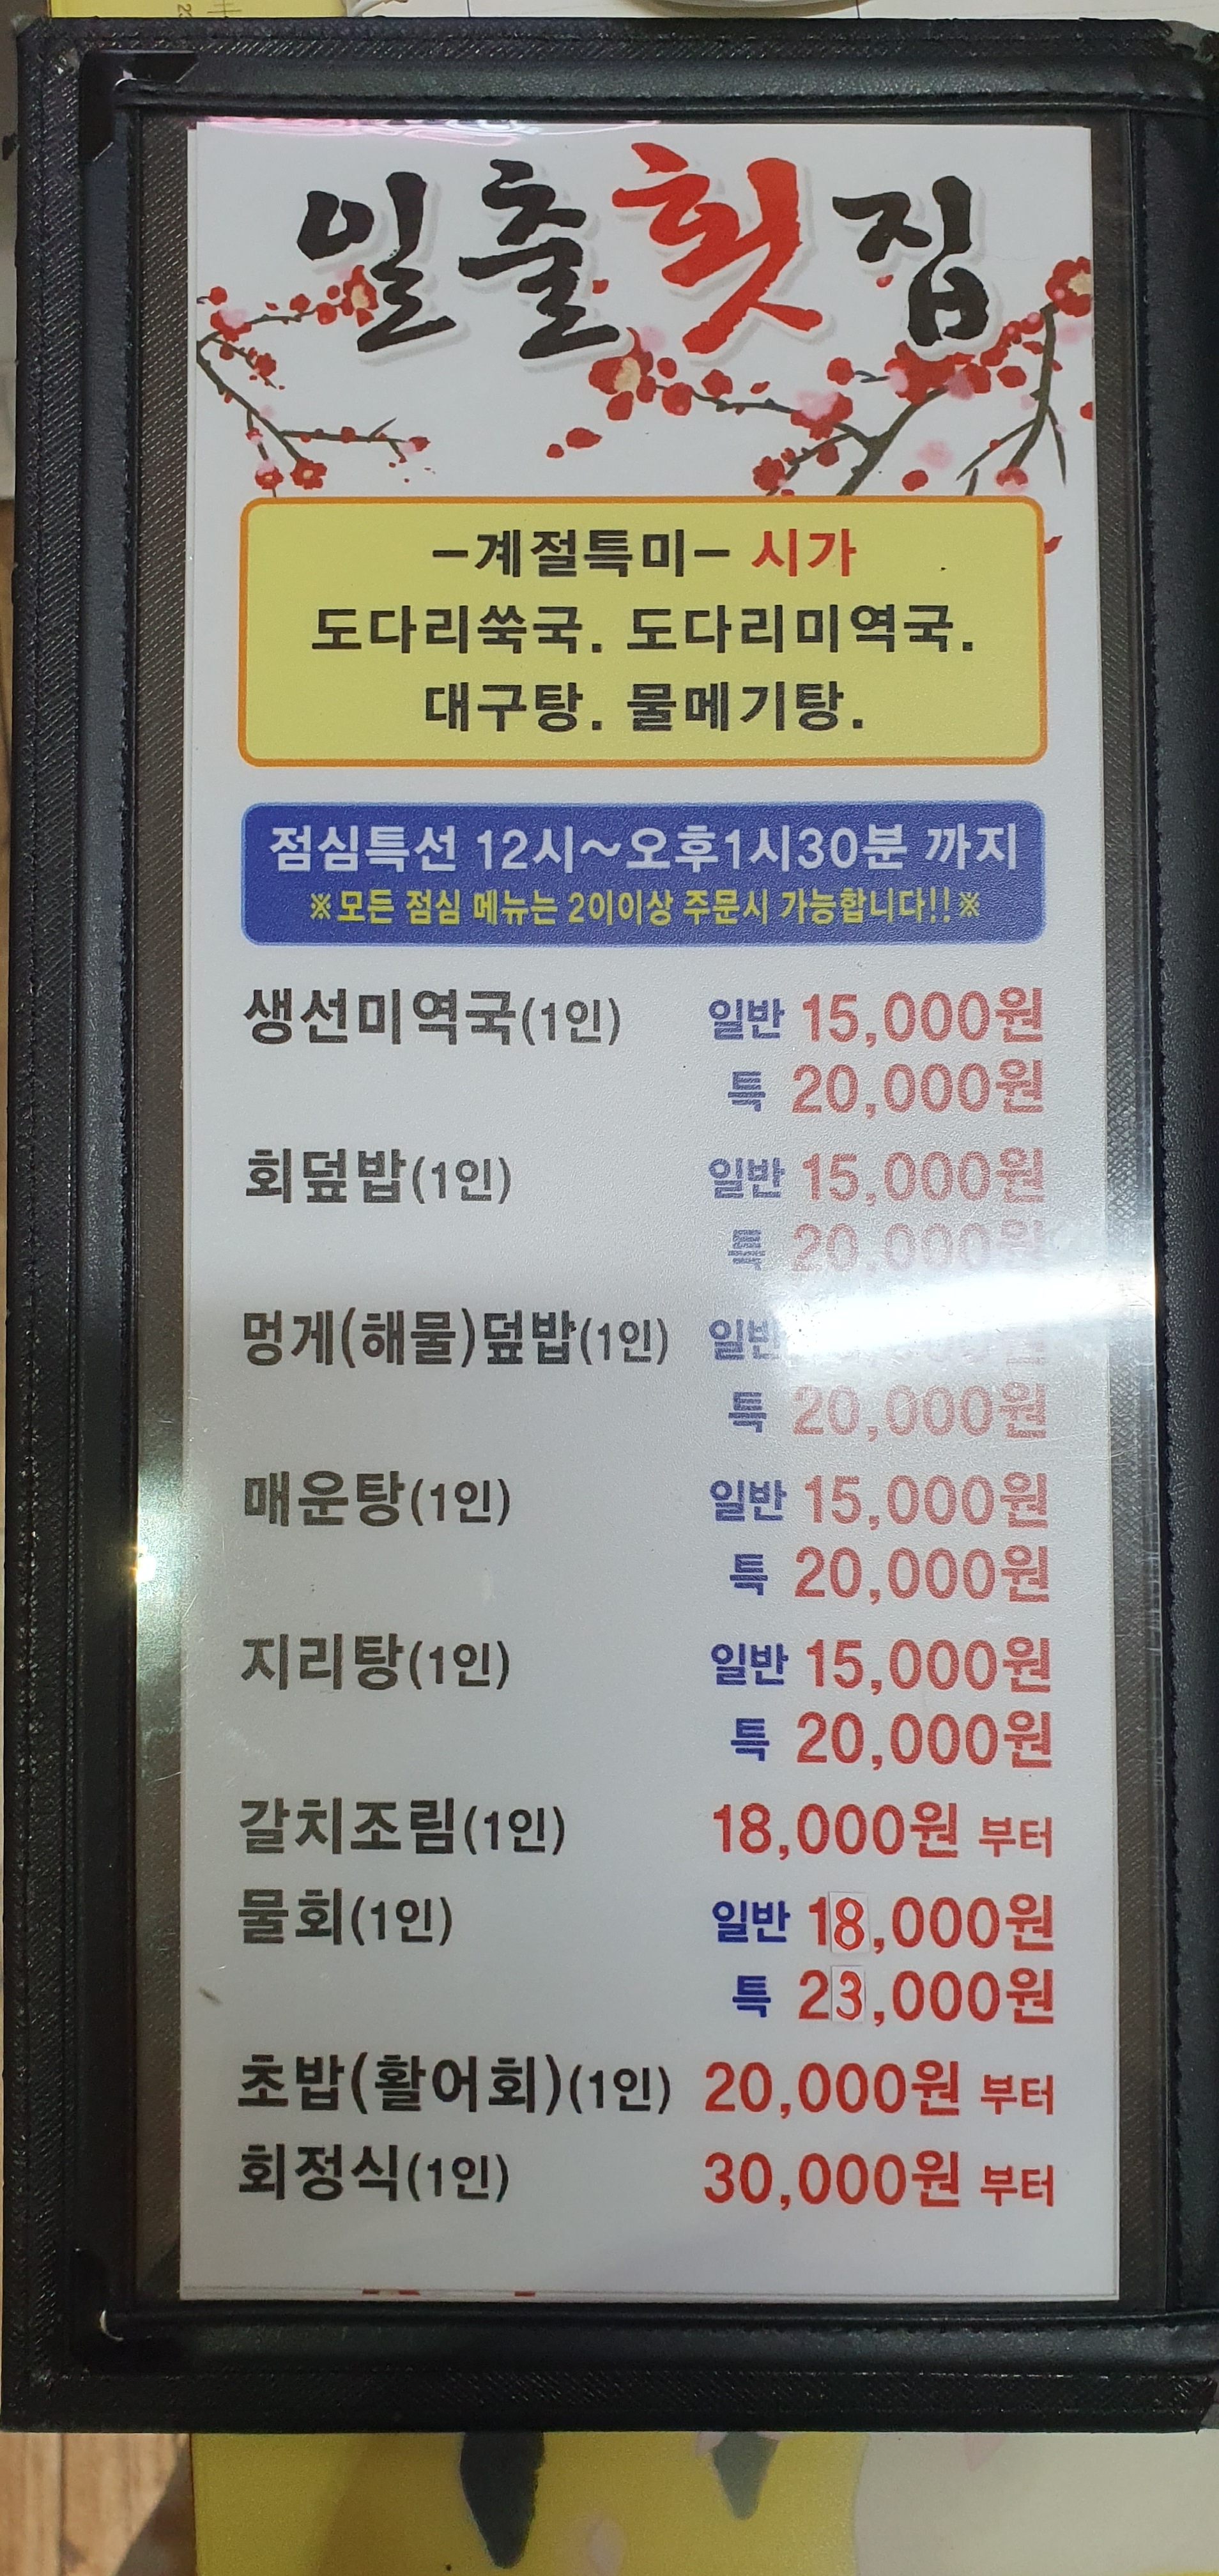 일출횟집
-계절특미- 시가
도다리쑥국. 도다리미역국.
대구탕. 물메기탕.
점심특선 12시~오후1시30분 까지
※모든 점심 메뉴는 2이이상 주문시 가능합니다!!※
생선미역국(1인) 일반 15,000원
특 20,000원
회덮밥(1인) 일반 15,000원
특 20,000원
멍게(해물)덮밥(1인) 일반
특 20,000원
매운탕(1인) 일반 15,000원
특 20,000원
지리탕(1인) 일반 15,000원
특 20,000원
갈치조림(1인) 18,000원 부터
물회(1인) 일반 18,000원
특 23,000원
초밥(활어회)(1인) 20,000원 부터
회정식(1인) 30,000원 부터